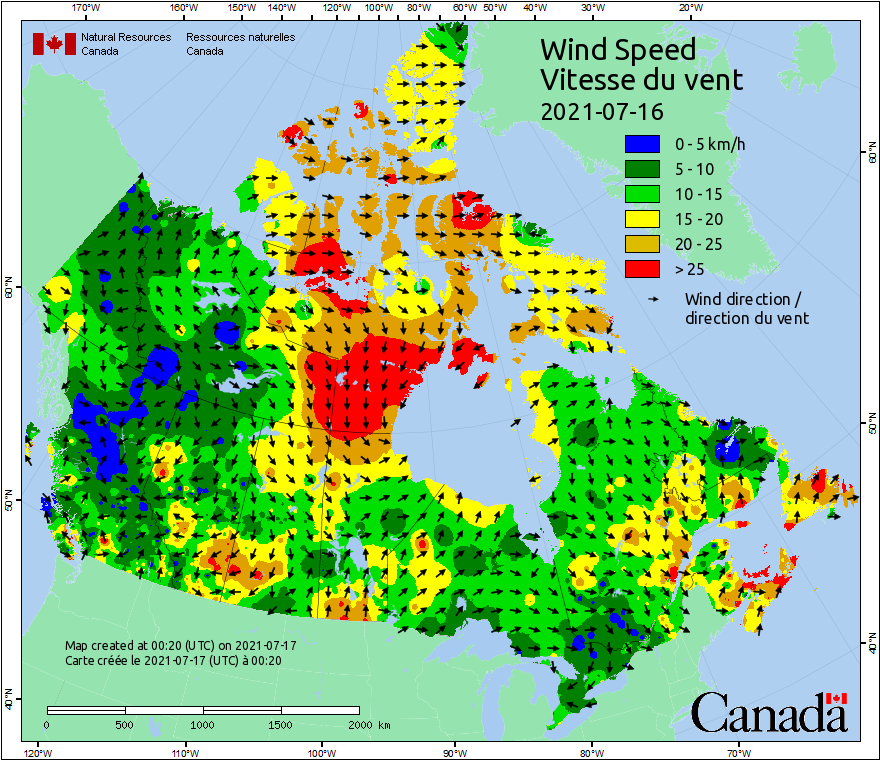 170°W 160°W 150°W 140°W 120°W 100°W 80°W 60°W 50°W 40°W 30°W 20°W
Natural Resources Ressources naturelles
Canada Canada
Wind Speed
Vitesse du vent
2021-07-16
0 - 5 km/h
5 - 10
10 - 15
15 - 20
20 - 25
> 25
Wind direction /
direction du vent
60°N 60°N
50°N 50°N
40°N 40°N
Map created at 00:20 (UTC) on 2021-07-17
Carte créée le 2021-07-17 (UTC) à 00:20
0 500 1000 1500 2000 km
Canada
120°W 110°W 100°W 90°W 80°W 70°W